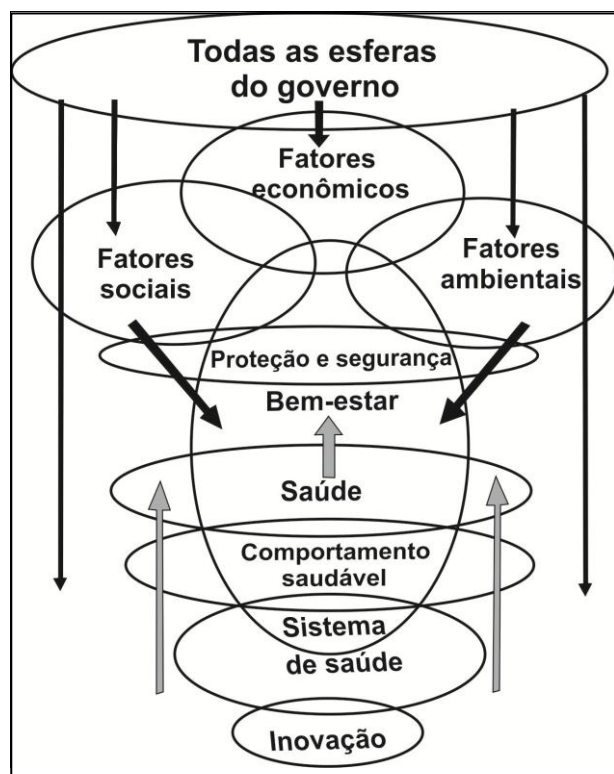 Todas as esferas
do governo
Fatores
econômicos
Fatores
sociais
Fatores
ambientais
Proteção e segurança
Bem-estar
Saúde
Comportamento
saudável
Sistema
de saúde
Inovação